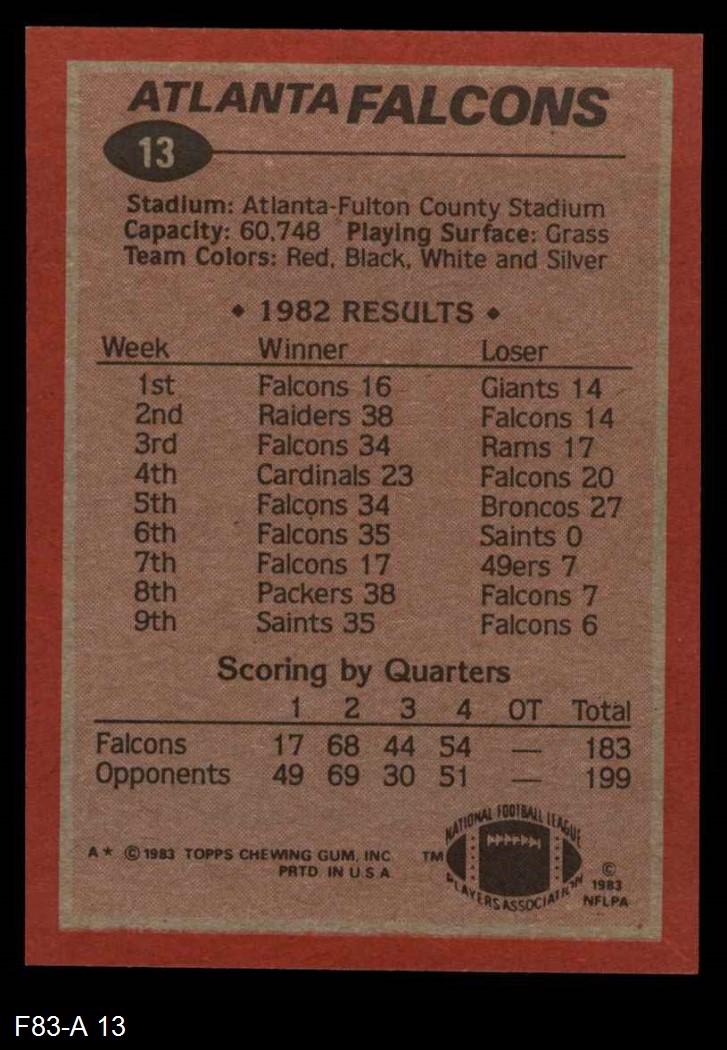 ATLANTA FALCONS
13
Stadium: Atlanta-Fulton County Stadium
Capacity: 60,748 Playing Surface: Grass
Team Colors: Red, Black, White and Silver
◆ 1982 RESULTS ◆
Week Winner Loser
1st Falcons 16 Giants 14
2nd Raiders 38 Falcons 14
3rd Falcons 34 Rams 17
4th Cardinals 23 Falcons 20
5th Falcons 34 Broncos 27
6th Falcons 35 Saints 0
7th Falcons 17 49ers 7
8th Packers 38 Falcons 7
9th Saints 35 Falcons 6
Scoring by Quarters
1 2 3 4 OT Total
Falcons 17 68 44 54 — 183
Opponents 49 69 30 51 — 199
NATIONAL FOOTBALL LEAGUE
PLAYERS ASSOCIATION
A★ © 1983 TOPPS CHEWING GUM, INC. TM
PRTD. IN U.S.A.
©
1983
NFLPA
F83-A 13